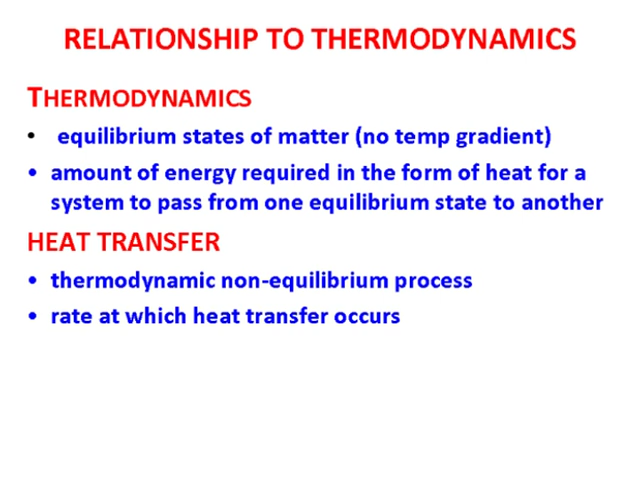 RELATIONSHIP TO THERMODYNAMICS
THERMODYNAMICS
• equilibrium states of matter (no temp gradient)
• amount of energy required in the form of heat for a
system to pass from one equilibrium state to another
HEAT TRANSFER
• thermodynamic non-equilibrium process
• rate at which heat transfer occurs